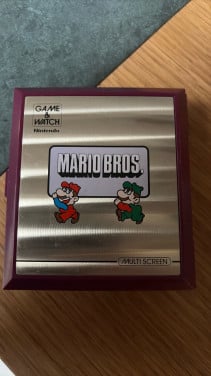 GAME
&
WATCH
Nintendo
MARIO BROS.
MULTI SCREEN